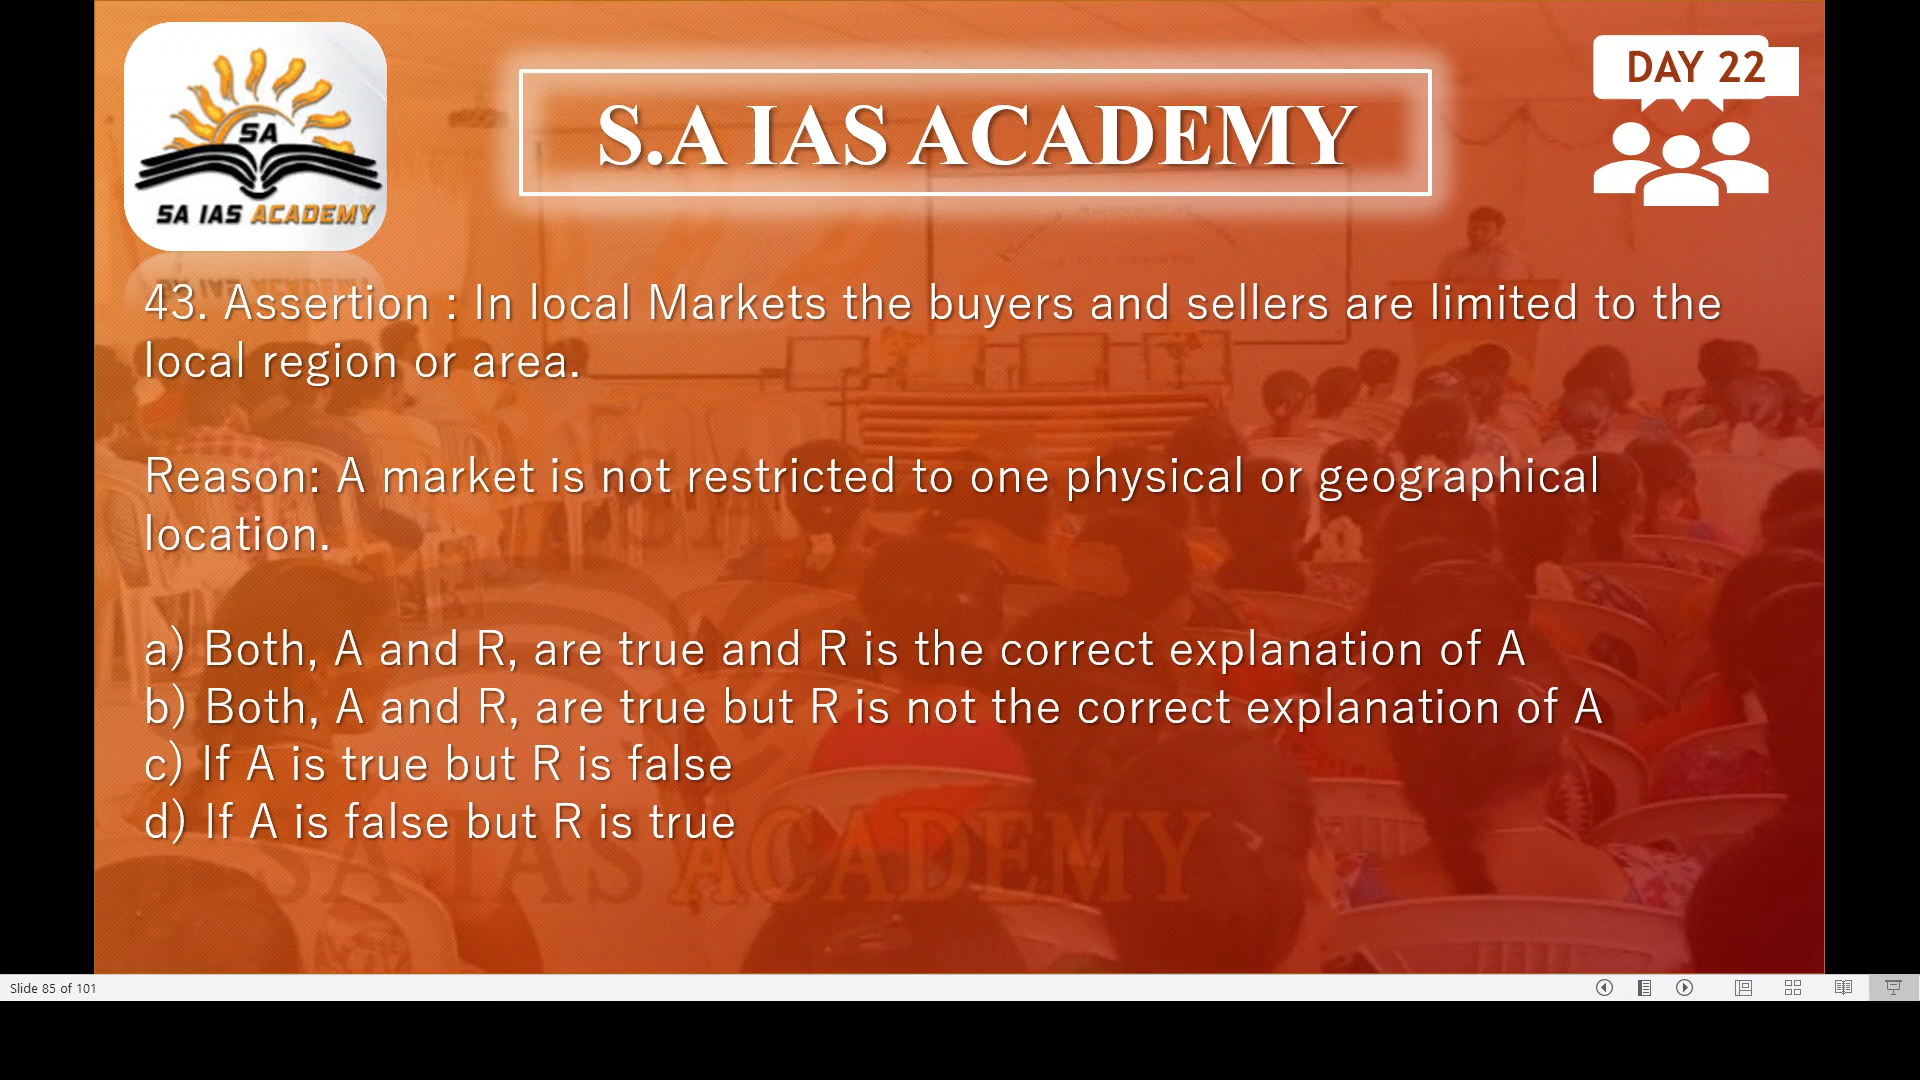 DAY 22
S.A IAS ACADEMY
SA
SA IAS ACADEMY
43. Assertion : In local Markets the buyers and sellers are limited to the
local region or area.
Reason: A market is not restricted to one physical or geographical
location.
a) Both, A and R, are true and R is the correct explanation of A
b) Both, A and R, are true but R is not the correct explanation of A
c) If A is true but R is false
d) If A is false but R is true
SA IAS ACADEMY
Slide 85 of 101